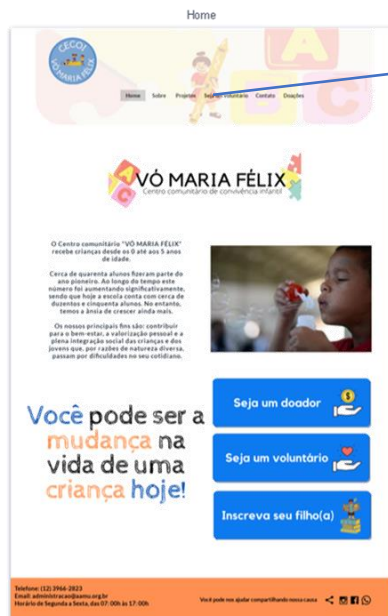 Home
CECOI
VÓ MARIA FÉLIX
Home Sobre Projetos Seja um Voluntário Contato Doações
A B C
VÓ MARIA FÉLIX
Centro comunitário de convivência infantil
O Centro comunitário "VÓ MARIA FÉLIX"
recebe crianças desde os 0 até aos 5 anos
de idade.
Cerca de quarenta alunos fizeram parte do
ano pioneiro. Ao longo do tempo este
número foi aumentando significativamente,
sendo que hoje a escola conta com cerca de
duzentos e cinquenta alunos. No entanto,
temos a ânsia de crescer ainda mais.
Os nossos principais fins são: contribuir
para o bem-estar, a valorização pessoal e a
plena integração social das crianças e dos
jovens que, por razões de natureza diversa,
passam por dificuldades no seu cotidiano.
Você pode ser a
mudança na
vida de uma
criança hoje!
Seja um doador
Seja um voluntário
Inscreva seu filho(a)
Telefone: (12) 3966-2823
Email: administracao@aamu.org.br
Horário de Segunda a Sexta, das 07:00h às 17:00h
Você pode nos ajudar compartilhando nossa causa